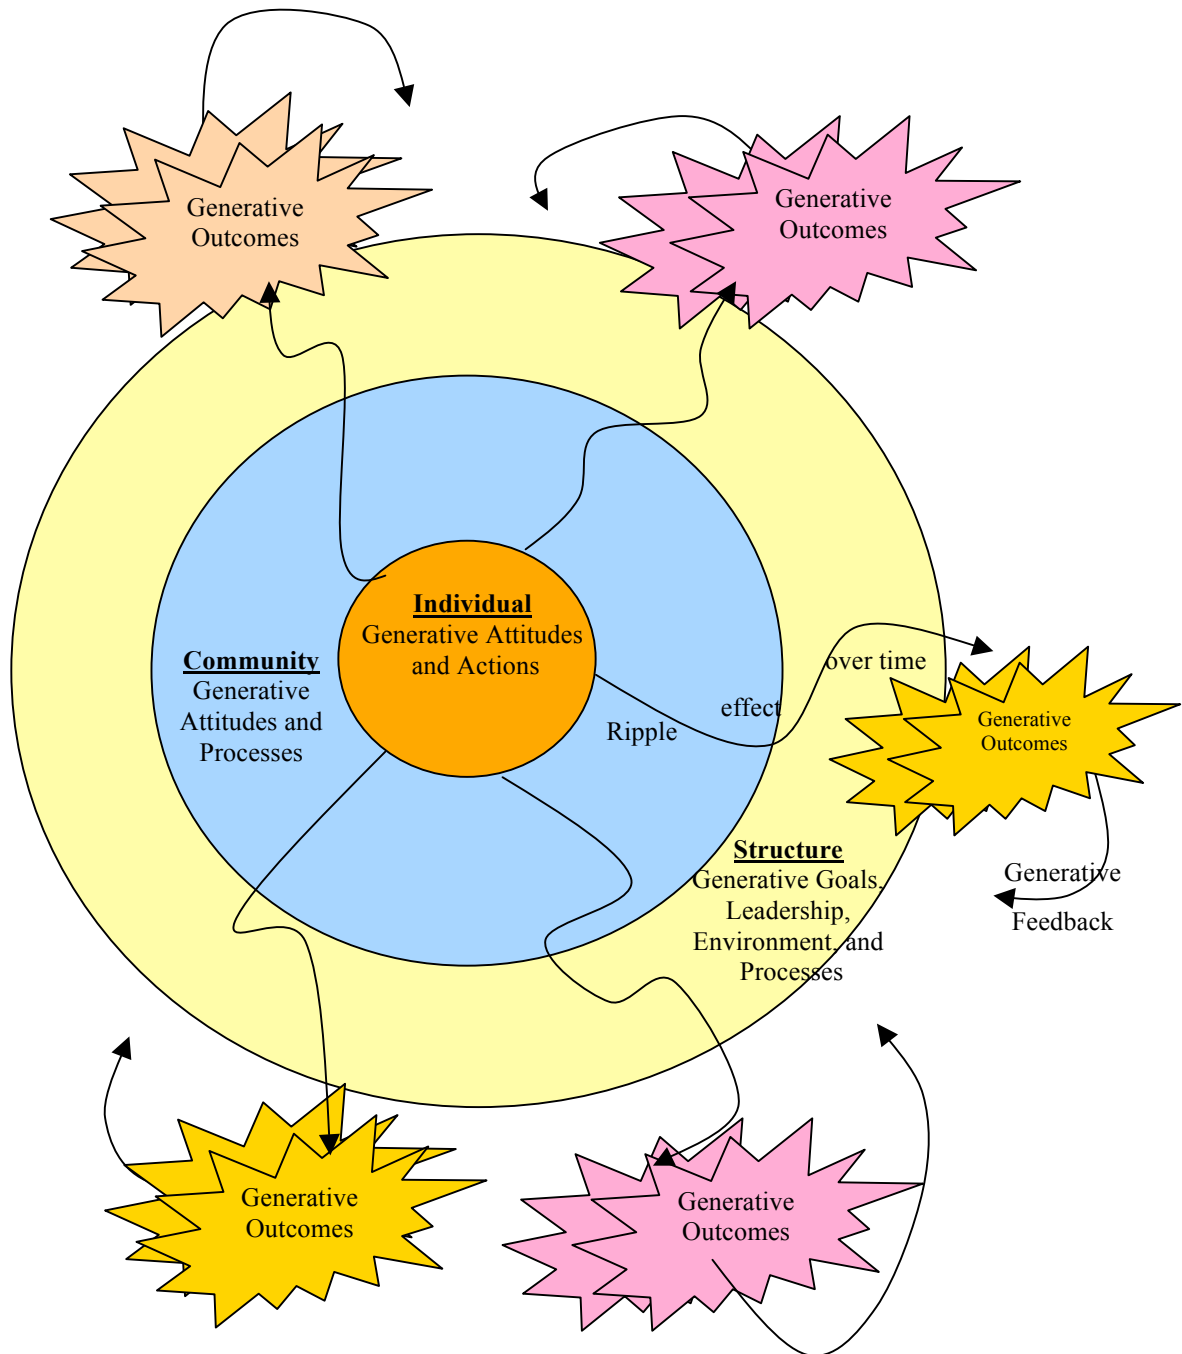 Generative
Outcomes
Generative
Outcomes
Individual
Generative Attitudes
and Actions
Community
Generative
Attitudes and
Processes
Ripple
effect
over time
Generative
Outcomes
Structure
Generative Goals,
Leadership,
Environment, and
Processes
Generative
Feedback
Generative
Outcomes
Generative
Outcomes